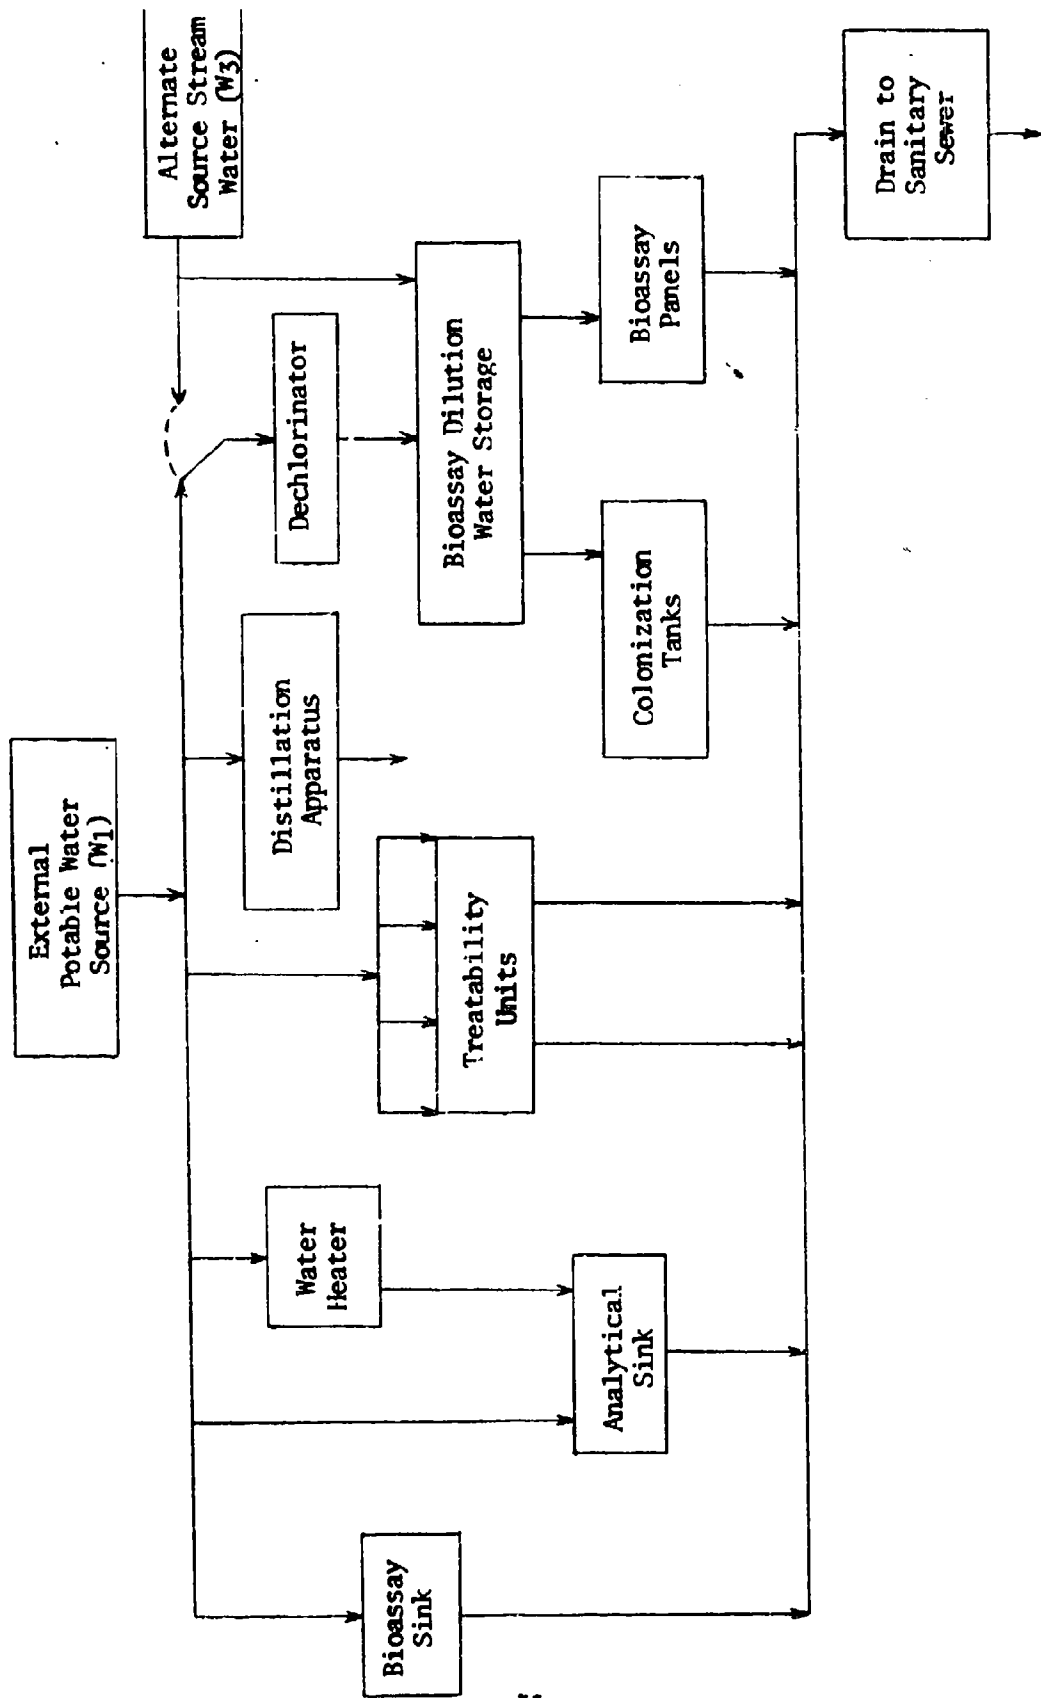 External
Potable Water
Source (W1)
Alternate
Source Stream
Water (W3)
Distillation
Apparatus
Dechlorinator
Water
Heater
Treatability
Units
Bioassay Dilution
Water Storage
Bioassay
Sink
Analytical
Sink
Colonization
Tanks
Bioassay
Panels
Drain to
Sanitary
Sewer